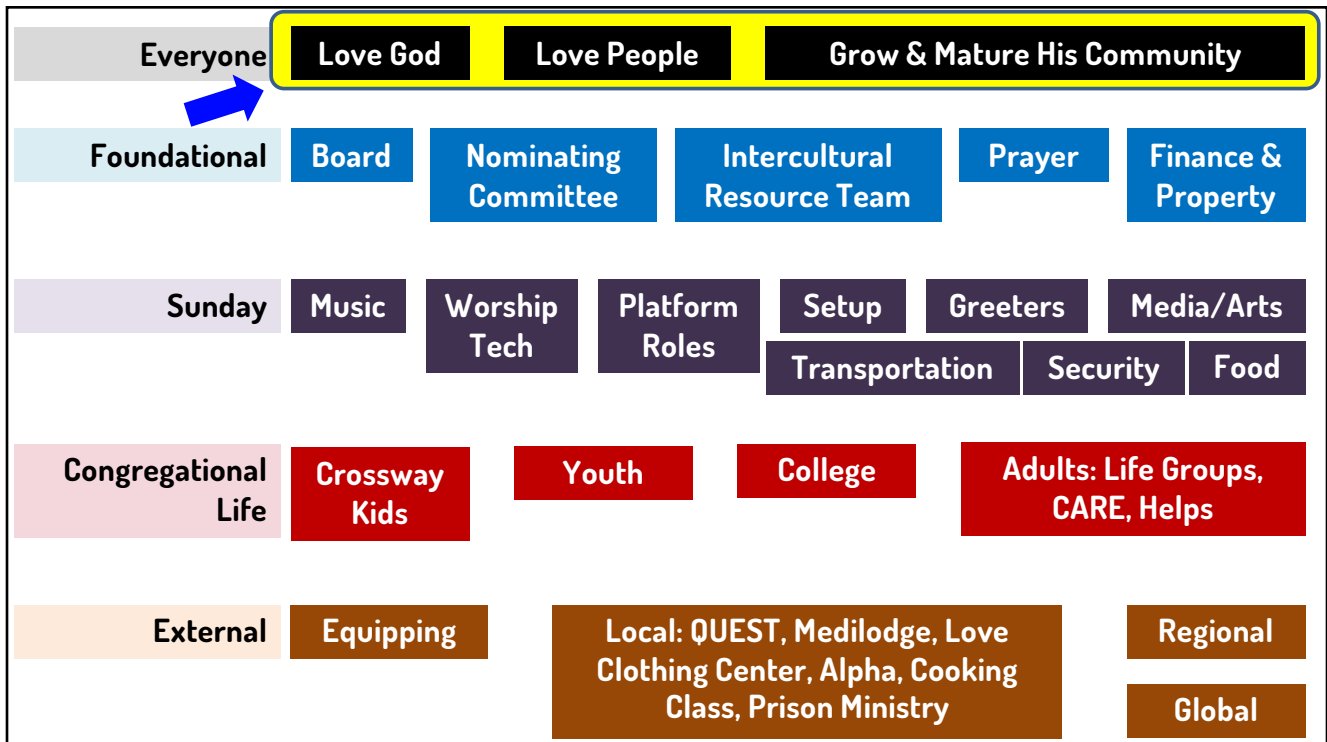 Everyone
Love God
Love People
Grow & Mature His Community
Foundational
Board
Nominating
Committee
Intercultural
Resource Team
Prayer
Finance &
Property
Sunday
Music
Worship
Tech
Platform
Roles
Setup
Greeters
Media/Arts
Transportation
Security
Food
Congregational
Life
Crossway
Kids
Youth
College
Adults: Life Groups,
CARE, Helps
External
Equipping
Local: QUEST, Medilodge, Love
Clothing Center, Alpha, Cooking
Class, Prison Ministry
Regional
Global